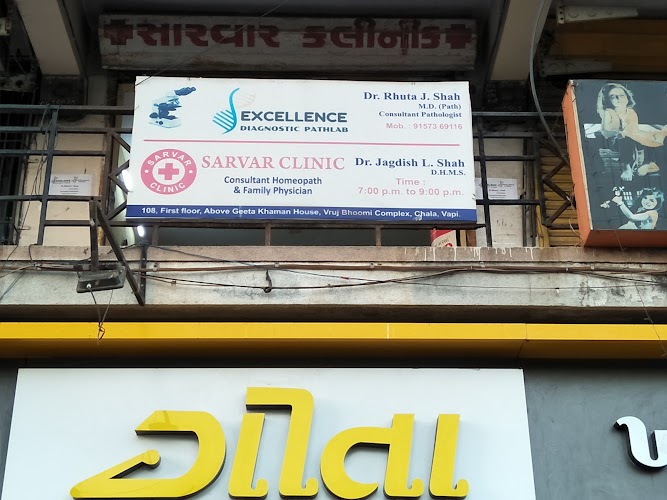 સારવાર કલીનીક
EXCELLENCE
DIAGNOSTIC PATHLAB
Dr. Rhuta J. Shah
M.D. (Path)
Consultant Pathologist
Mob. : 91573 69116
SARVAR CLINIC
SARVAR CLINIC
Consultant Homeopath
& Family Physician
Dr. Jagdish L. Shah
D.H.M.S.
Time :
7:00 p.m. to 9:00 p.m.
108, First floor, Above Geeta Khaman House, Vruj Bhoomi Complex, Chala, Vapi.
ગીતા